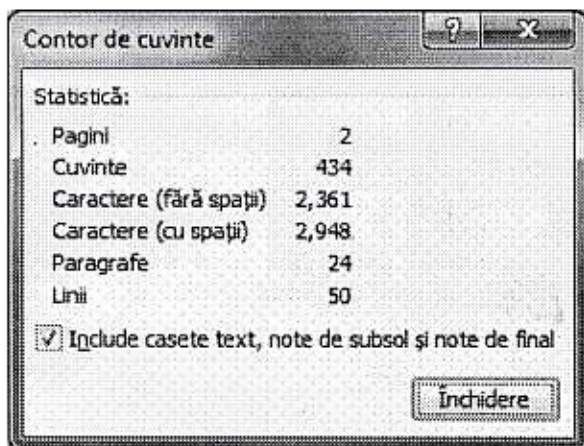 Contor de cuvinte
Statistică:
Pagini 2
Cuvinte 434
Caractere (fără spații) 2,361
Caractere (cu spații) 2,948
Paragrafe 24
Linii 50
Include casete text, note de subsol și note de final
Închidere